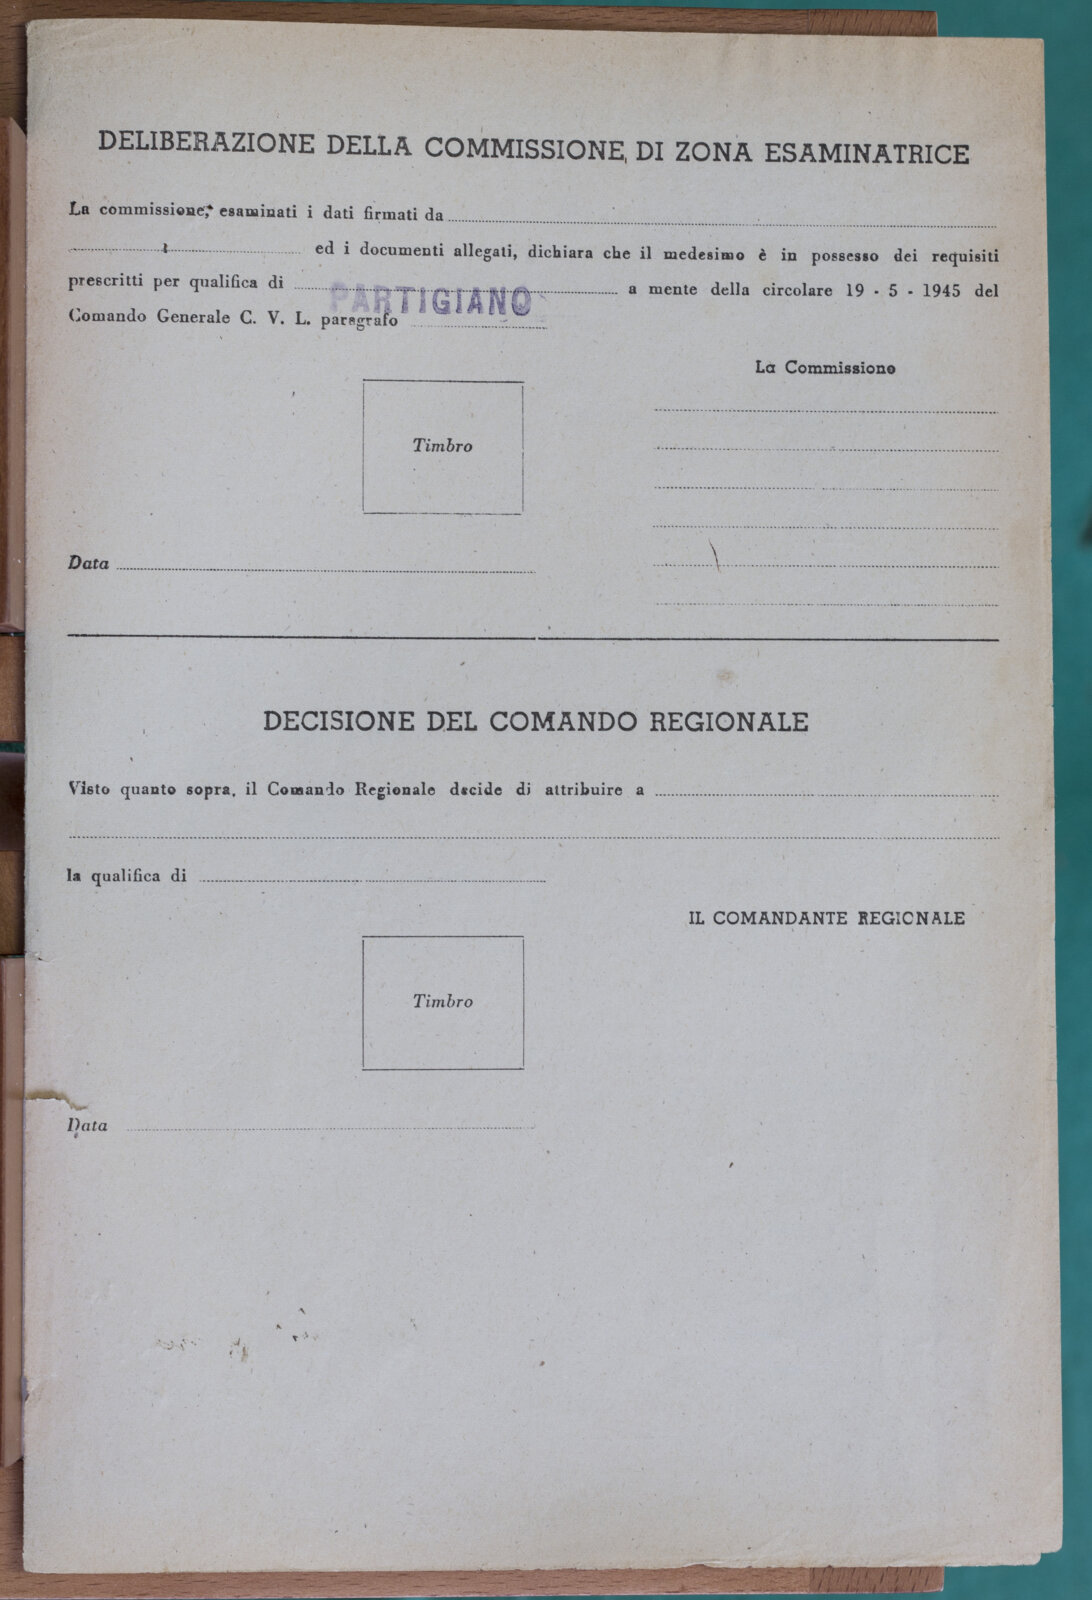 DELIBERAZIONE DELLA COMMISSIONE DI ZONA ESAMINATRICE
La commissione, esaminati i dati firmati da
ed i documenti allegati, dichiara che il medesimo è in possesso dei requisiti
prescritti per qualifica di PARTIGIANO a mente della circolare 19 - 5 - 1945 del
Comando Generale C. V. L. paragrafo
La Commissione
Timbro
Data
DECISIONE DEL COMANDO REGIONALE
Visto quanto sopra, il Comando Regionale decide di attribuire a
la qualifica di
IL COMANDANTE REGIONALE
Timbro
Data